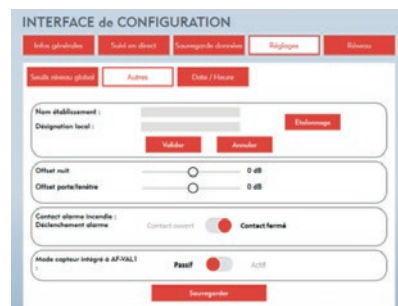 INTERFACE de CONFIGURATION
Infos générales Suivi en direct Sauvegarde données Réglages Réseau
Seuils niveau global Autres Date / Heure
Nom établissement :
Désignation local :
Etalonnage
Valider Annuler
Offset nuit 0 dB
Offset porte/fenêtre 0 dB
Contact alarme incendie :
Déclenchement alarme Contact ouvert Contact fermé
Mode capteur intégré à AF-VAL1
: Passif Actif
Sauvegarder